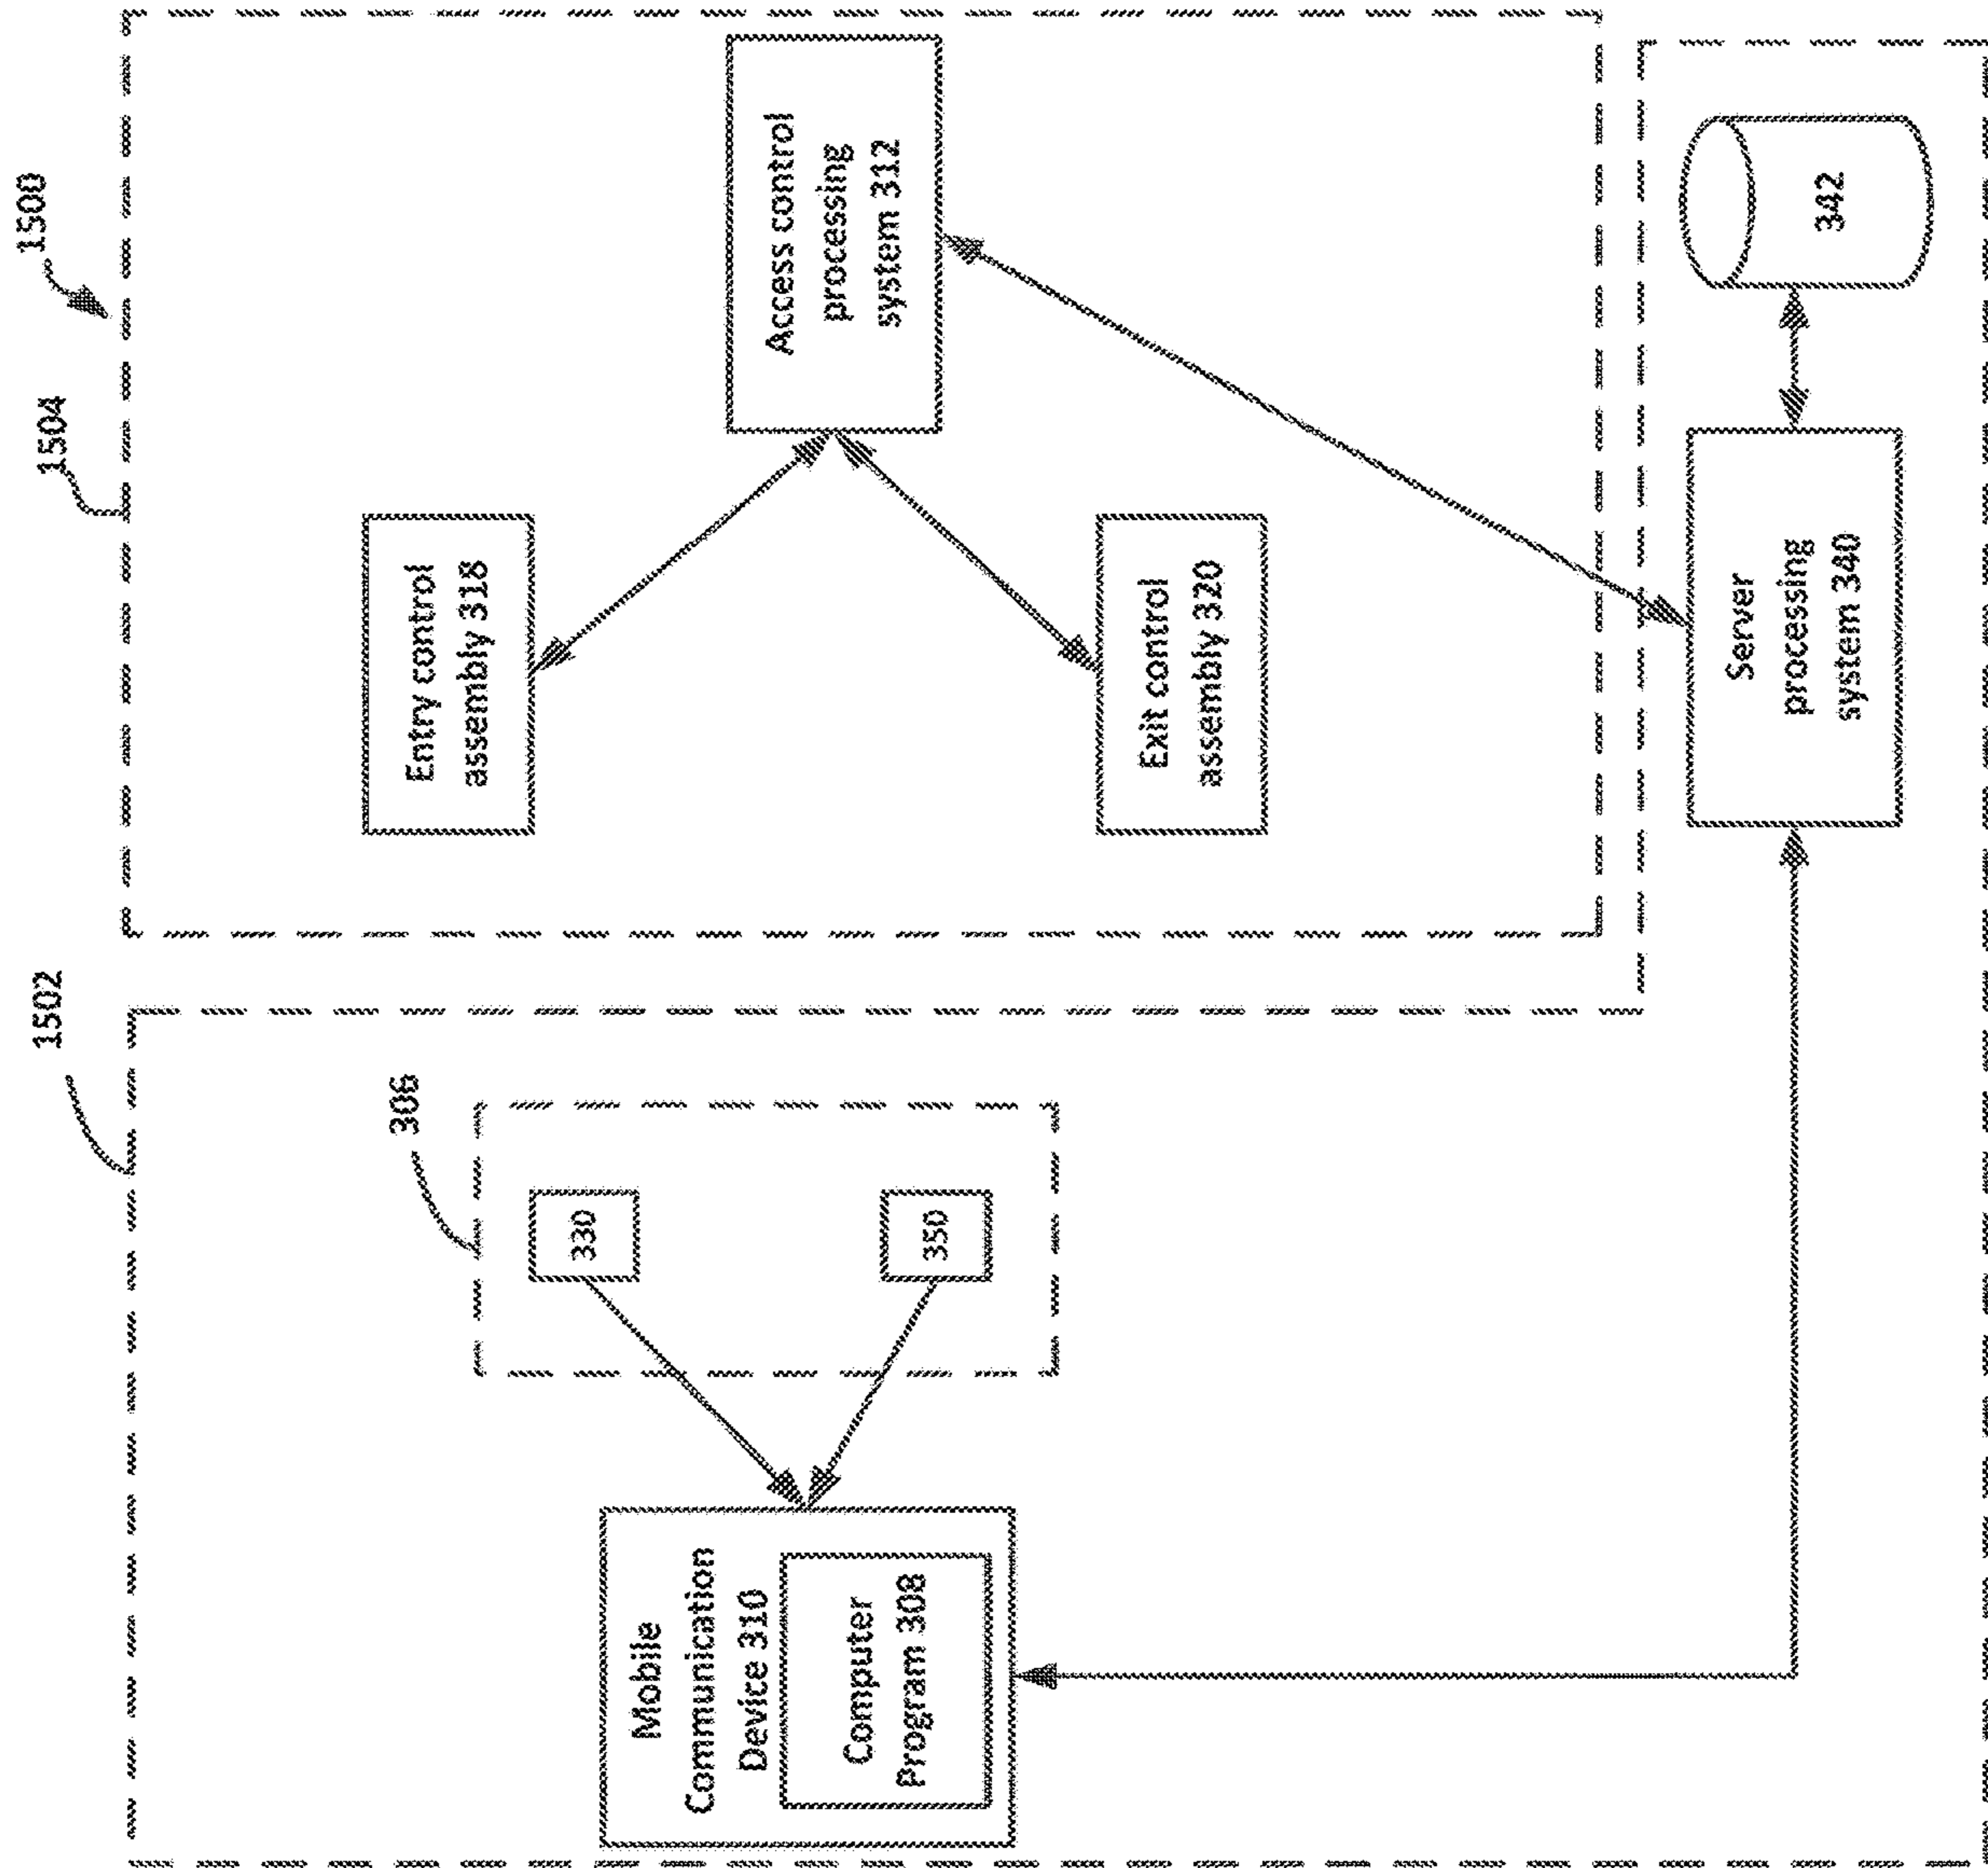 1502
1504
1500
306
Mobile
Communication
Device 310
Computer
Program 308
330
350
Entry control
assembly 318
Exit control
assembly 320
Access control
processing
system 312
Server
processing
system 340
342